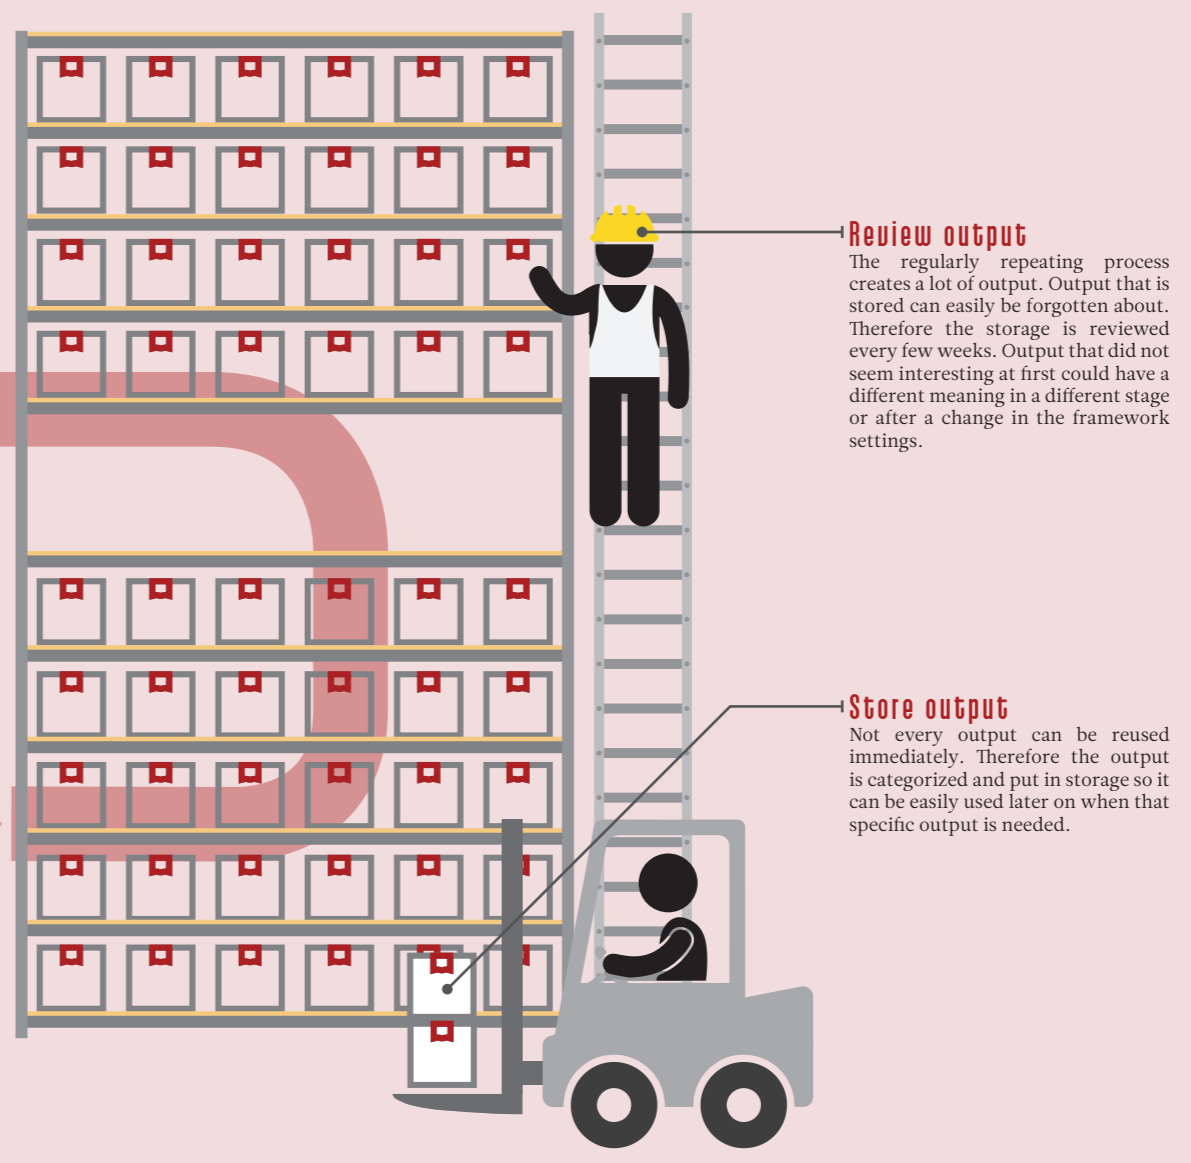 Review output
The regularly repeating process
creates a lot of output. Output that is
stored can easily be forgotten about.
Therefore the storage is reviewed
every few weeks. Output that did not
seem interesting at first could have a
different meaning in a different stage
or after a change in the framework
settings.
Store output
Not every output can be reused
immediately. Therefore the output
is categorized and put in storage so it
can be easily used later on when that
specific output is needed.